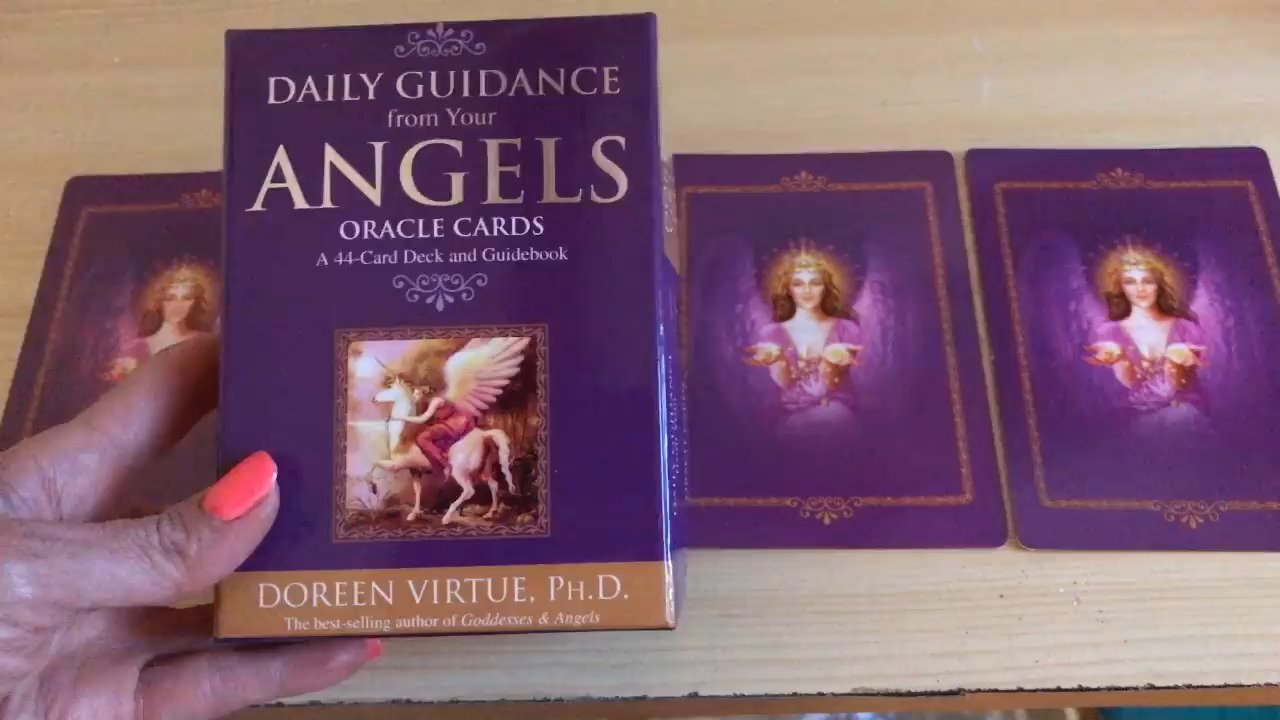 DAILY GUIDANCE
from Your
ANGELS
ORACLE CARDS
A 44-Card Deck and Guidebook
DOREEN VIRTUE, PH.D.
The best-selling author of Goddesses & Angels